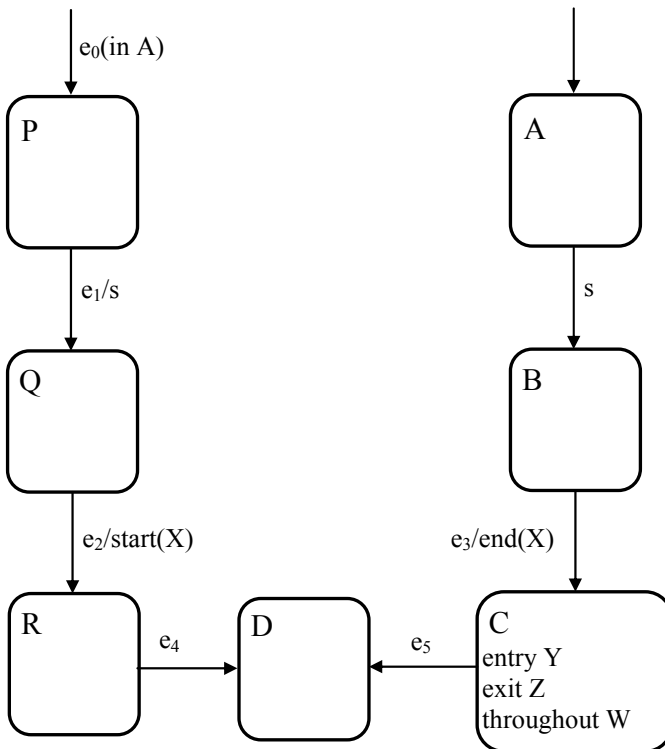 e₀(in A)
P
A
e₁/s
s
Q
B
e₂/start(X)
e₃/end(X)
R
e₄
D
e₅
C
entry Y
exit Z
throughout W